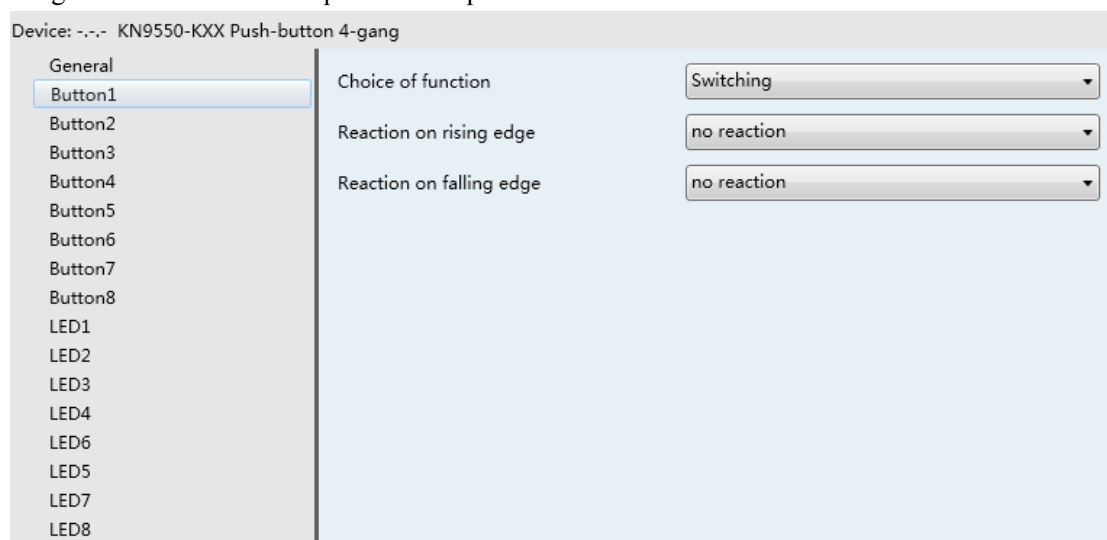 Device: -.-.- KN9550-KXX Push-button 4-gang
General
Button1
Button2
Button3
Button4
Button5
Button6
Button7
Button8
LED1
LED2
LED3
LED4
LED6
LED5
LED7
LED8
Choice of function Switching
Reaction on rising edge no reaction
Reaction on falling edge no reaction